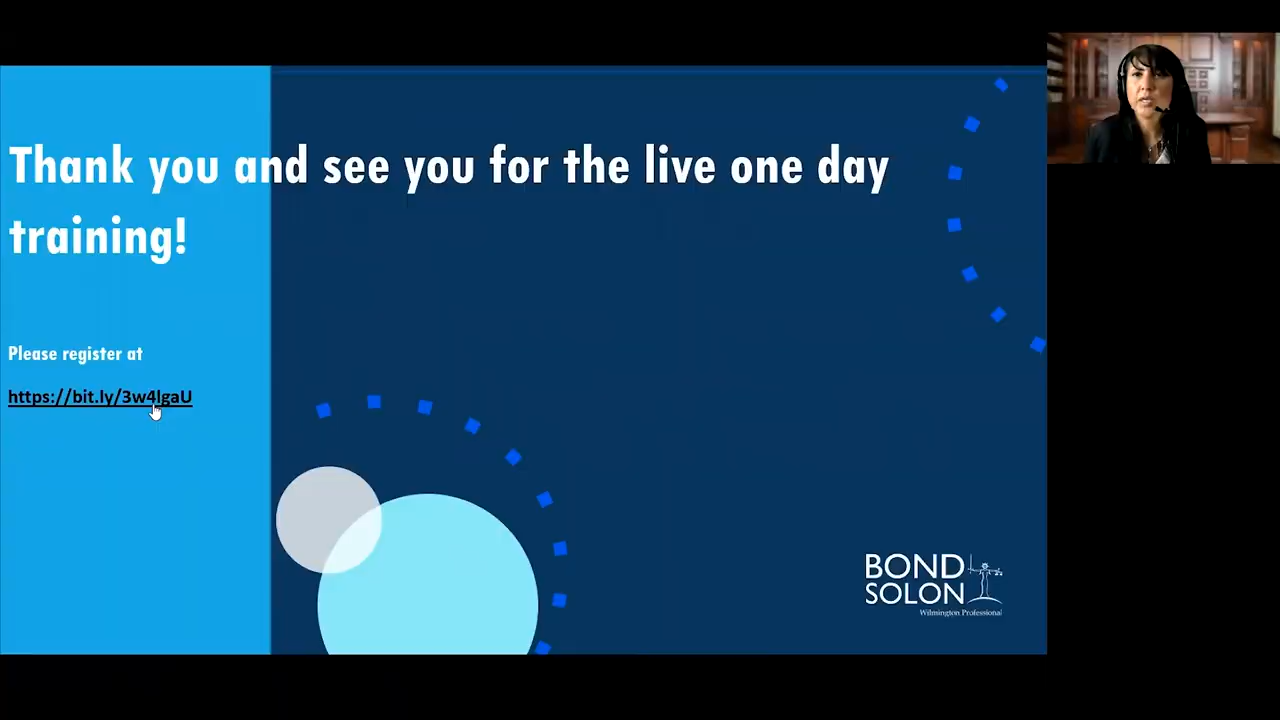 Thank you and see you for the live one day
training!
Please register at
https://bit.ly/3w4lgaU
BOND
SOLON
Wilmington Professional